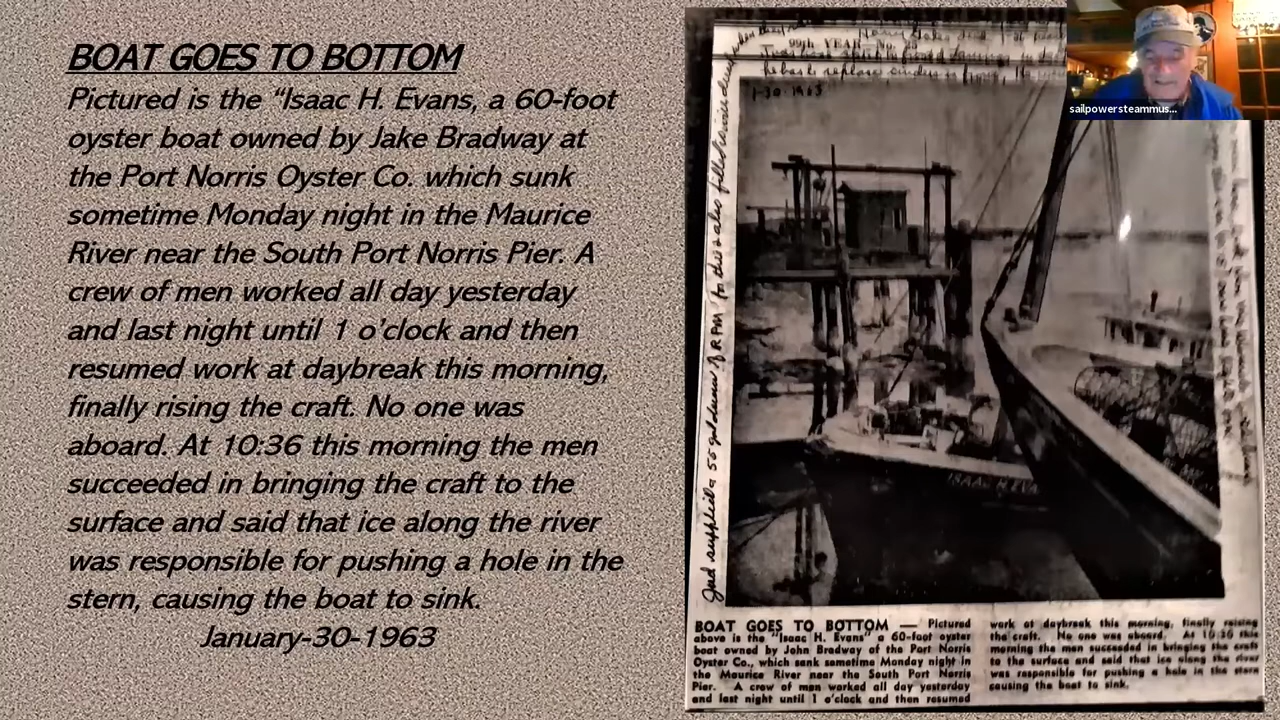 BOAT GOES TO BOTTOM
Pictured is the “Isaac H. Evans, a 60-foot
oyster boat owned by Jake Bradway at
the Port Norris Oyster Co. which sunk
sometime Monday night in the Maurice
River near the South Port Norris Pier. A
crew of men worked all day yesterday
and last night until 1 o’clock and then
resumed work at daybreak this morning,
finally rising the craft. No one was
aboard. At 10:36 this morning the men
succeeded in bringing the craft to the
surface and said that ice along the river
was responsible for pushing a hole in the
stern, causing the boat to sink.
January-30-1963
sailpowersteammus...
1-30-1963
ISAAC H EVA
BOAT GOES TO BOTTOM — Pictured
above is the "Isaac H. Evans" a 60-foot
oyster boat owned by John Bradway of the Port Norris
Oyster Co., which sank sometime Monday night in
the Maurice River near the South Port Norris
Pier. A crew of men worked all day yesterday
and last night until 1 o'clock and then resumed
work at daybreak this morning, finally raising
the craft. No one was aboard. At 10:36 this
morning the men succeeded in bringing the craft
to the surface and said that ice along the river
was responsible for pushing a hole in the stern
causing the boat to sink.